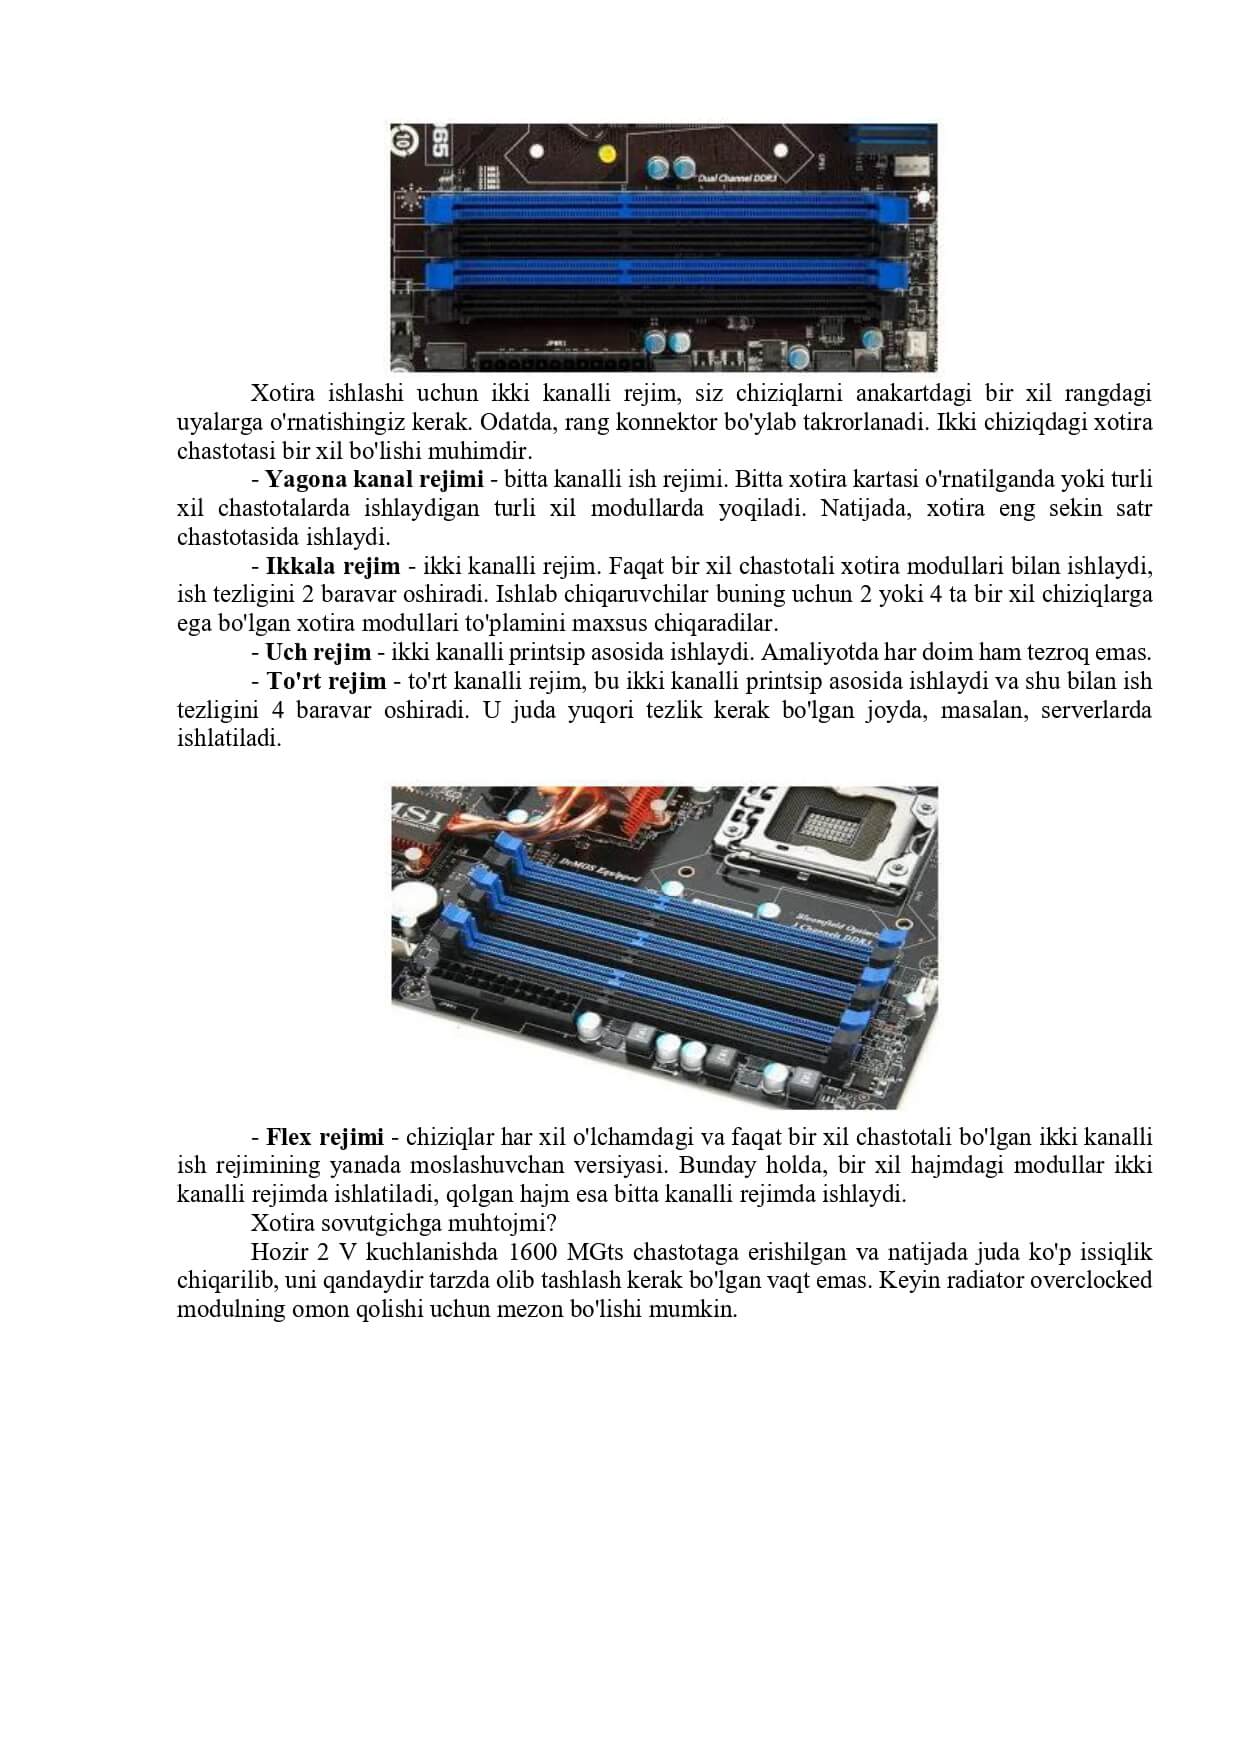 965
10
Dual Channel DDR3
CPU1
JPWR1
Xotira ishlashi uchun ikki kanalli rejim, siz chiziqlarni anakartdagi bir xil rangdagi
uyalarga o'rnatishingiz kerak. Odatda, rang konnektor bo'ylab takrorlanadi. Ikki chiziqdagi xotira
chastotasi bir xil bo'lishi muhimdir.
- Yagona kanal rejimi - bitta kanalli ish rejimi. Bitta xotira kartasi o'rnatilganda yoki turli
xil chastotalarda ishlaydigan turli xil modullarda yoqiladi. Natijada, xotira eng sekin satr
chastotasida ishlaydi.
- Ikkala rejim - ikki kanalli rejim. Faqat bir xil chastotali xotira modullari bilan ishlaydi,
ish tezligini 2 baravar oshiradi. Ishlab chiqaruvchilar buning uchun 2 yoki 4 ta bir xil chiziqlarga
ega bo'lgan xotira modullari to'plamini maxsus chiqaradilar.
- Uch rejim - ikki kanalli printsip asosida ishlaydi. Amaliyotda har doim ham tezroq emas.
- To'rt rejim - to'rt kanalli rejim, bu ikki kanalli printsip asosida ishlaydi va shu bilan ish
tezligini 4 baravar oshiradi. U juda yuqori tezlik kerak bo'lgan joyda, masalan, serverlarda
ishlatiladi.
MSI
DrMOS Equipped
Bloomfield
3 Channels DDR3
- Flex rejimi - chiziqlar har xil o'lchamdagi va faqat bir xil chastotali bo'lgan ikki kanalli
ish rejimining yanada moslashuvchan versiyasi. Bunday holda, bir xil hajmdagi modullar ikki
kanalli rejimda ishlatiladi, qolgan hajm esa bitta kanalli rejimda ishlaydi.
Xotira sovutgichga muhtojmi?
Hozir 2 V kuchlanishda 1600 MGts chastotaga erishilgan va natijada juda ko'p issiqlik
chiqarilib, uni qandaydir tarzda olib tashlash kerak bo'lgan vaqt emas. Keyin radiator overclocked
modulning omon qolishi uchun mezon bo'lishi mumkin.